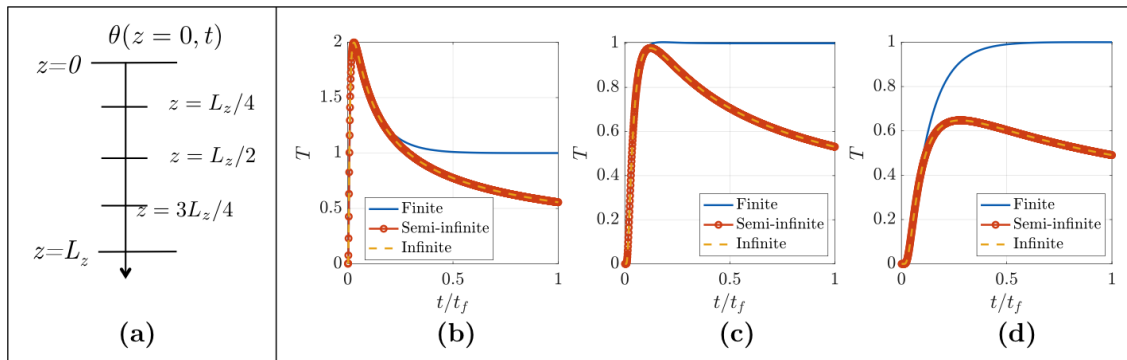 θ(z = 0, t)
z=0
z = L_z/4
z = L_z/2
z = 3L_z/4
z=L_z
(a)
2
1.5
1
0.5
0
T
0 0.5 1
t/t_f
Finite
Semi-infinite
Infinite
(b)
1
0.8
0.6
0.4
0.2
0
T
0 0.5 1
t/t_f
Finite
Semi-infinite
Infinite
(c)
1
0.8
0.6
0.4
0.2
0
T
0 0.5 1
t/t_f
Finite
Semi-infinite
Infinite
(d)